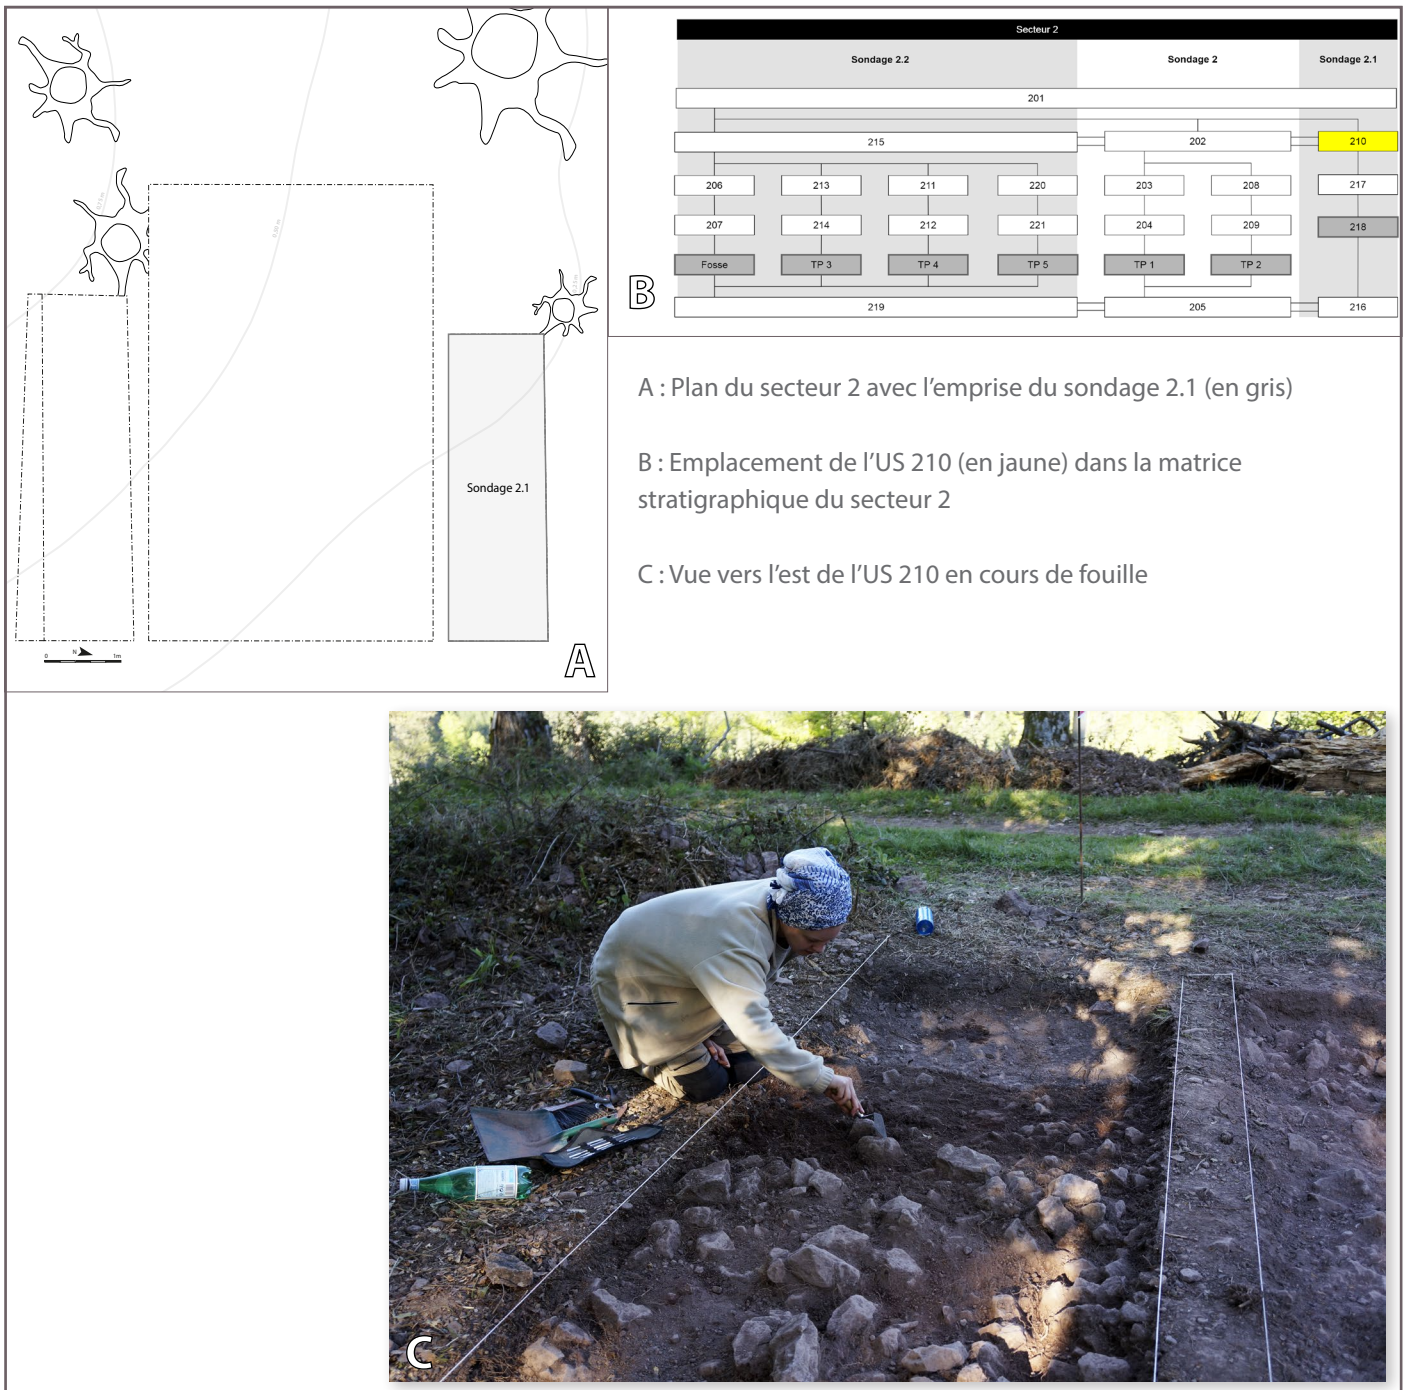 Sondage 2.1
0 N 1m
A
Secteur 2
Sondage 2.2 Sondage 2 Sondage 2.1
201
215 202 210
206 213 211 220 203 208 217
207 214 212 221 204 209 218
Fosse TP 3 TP 4 TP 5 TP 1 TP 2
219 205 216
B
A : Plan du secteur 2 avec l'emprise du sondage 2.1 (en gris)
B : Emplacement de l'US 210 (en jaune) dans la matrice
stratigraphique du secteur 2
C : Vue vers l'est de l'US 210 en cours de fouille
C